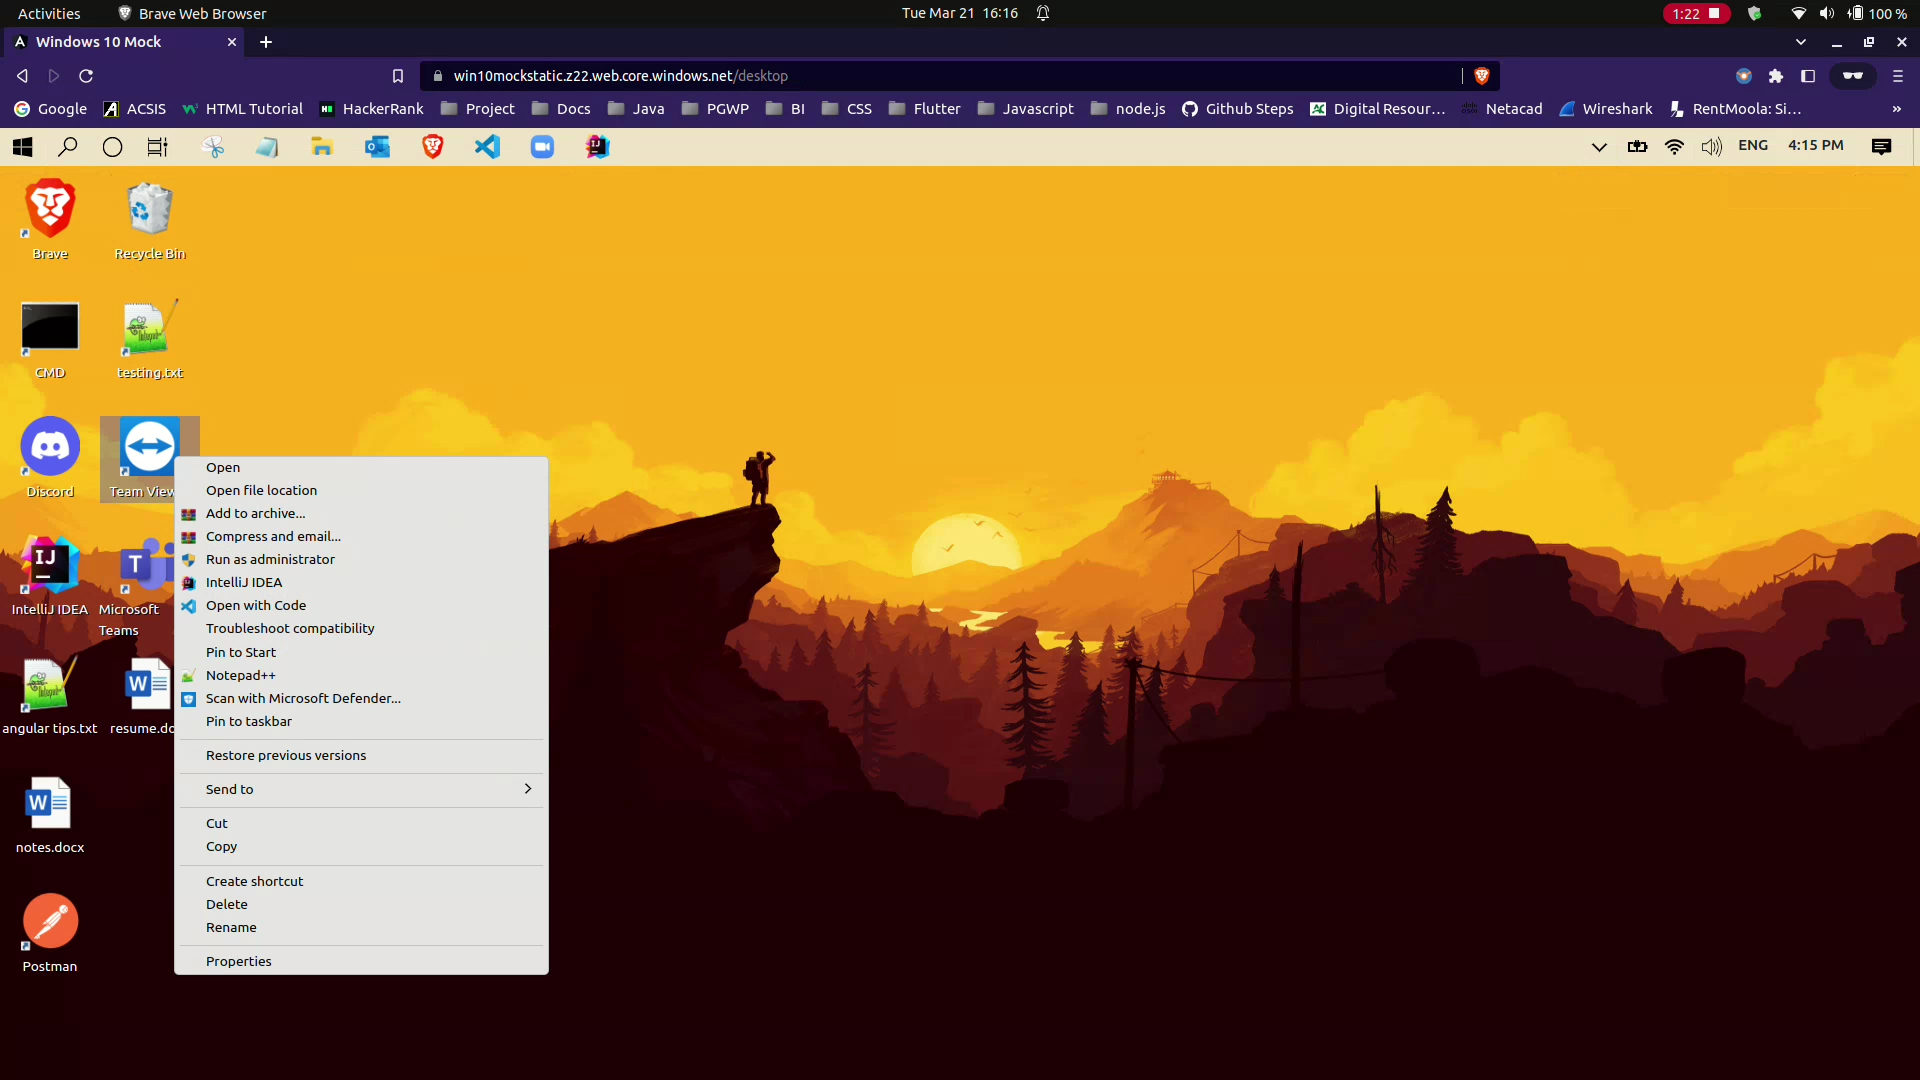 Activities
Brave Web Browser
Tue Mar 21 16:16
1:22
100 %
Windows 10 Mock
win10mockstatic.z22.web.core.windows.net/desktop
Google
ACSIS
HTML Tutorial
HackerRank
Project
Docs
Java
PGWP
BI
CSS
Flutter
Javascript
node.js
Github Steps
Digital Resour...
Netacad
Wireshark
RentMoola: Si...
»
ENG
4:15 PM
Brave
Recycle Bin
CMD
testing.txt
Discord
Team View
IntelliJ IDEA
Microsoft
Teams
angular tips.txt
resume.do
notes.docx
Postman
Open
Open file location
Add to archive...
Compress and email...
Run as administrator
IntelliJ IDEA
Open with Code
Troubleshoot compatibility
Pin to Start
Notepad++
Scan with Microsoft Defender...
Pin to taskbar
Restore previous versions
Send to
Cut
Copy
Create shortcut
Delete
Rename
Properties